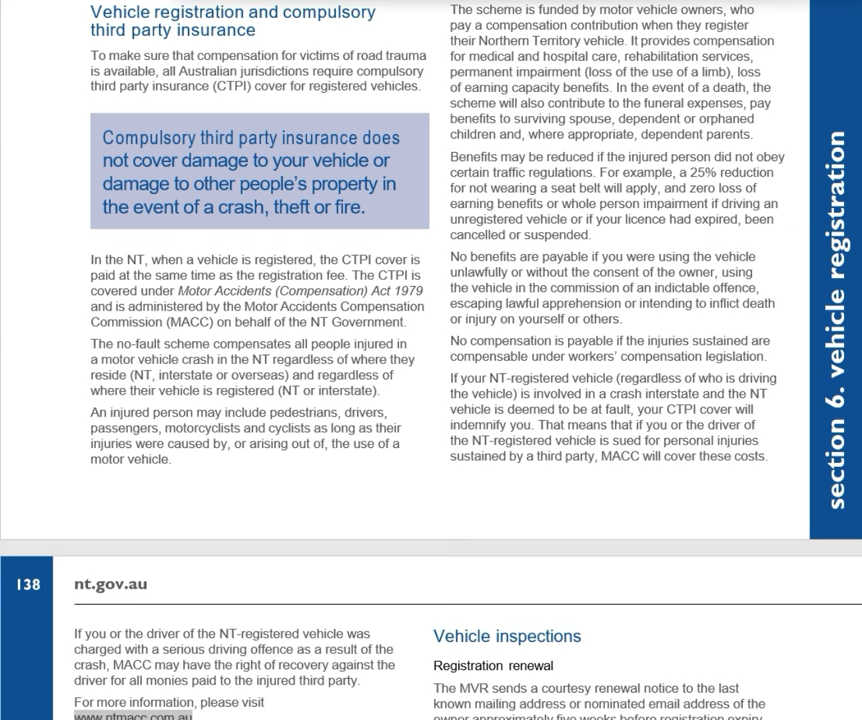 Vehicle registration and compulsory
third party insurance
To make sure that compensation for victims of road trauma
is available, all Australian jurisdictions require compulsory
third party insurance (CTPI) cover for registered vehicles.
Compulsory third party insurance does
not cover damage to your vehicle or
damage to other people’s property in
the event of a crash, theft or fire.
In the NT, when a vehicle is registered, the CTPI cover is
paid at the same time as the registration fee. The CTPI is
covered under Motor Accidents (Compensation) Act 1979
and is administered by the Motor Accidents Compensation
Commission (MACC) on behalf of the NT Government.
The no-fault scheme compensates all people injured in
a motor vehicle crash in the NT regardless of where they
reside (NT, interstate or overseas) and regardless of
where their vehicle is registered (NT or interstate).
An injured person may include pedestrians, drivers,
passengers, motorcyclists and cyclists as long as their
injuries were caused by, or arising out of, the use of a
motor vehicle.
The scheme is funded by motor vehicle owners, who
pay a compensation contribution when they register
their Northern Territory vehicle. It provides compensation
for medical and hospital care, rehabilitation services,
permanent impairment (loss of the use of a limb), loss
of earning capacity benefits. In the event of a death, the
scheme will also contribute to the funeral expenses, pay
benefits to surviving spouse, dependent or orphaned
children and, where appropriate, dependent parents.
Benefits may be reduced if the injured person did not obey
certain traffic regulations. For example, a 25% reduction
for not wearing a seat belt will apply, and zero loss of
earning benefits or whole person impairment if driving an
unregistered vehicle or if your licence had expired, been
cancelled or suspended.
No benefits are payable if you were using the vehicle
unlawfully or without the consent of the owner, using
the vehicle in the commission of an indictable offence,
escaping lawful apprehension or intending to inflict death
or injury on yourself or others.
No compensation is payable if the injuries sustained are
compensable under workers’ compensation legislation.
If your NT-registered vehicle (regardless of who is driving
the vehicle) is involved in a crash interstate and the NT
vehicle is deemed to be at fault, your CTPI cover will
indemnify you. That means that if you or the driver of
the NT-registered vehicle is sued for personal injuries
sustained by a third party, MACC will cover these costs.
section 6. vehicle registration
138
nt.gov.au
If you or the driver of the NT-registered vehicle was
charged with a serious driving offence as a result of the
crash, MACC may have the right of recovery against the
driver for all monies paid to the injured third party.
For more information, please visit
www.ntmacc.com.au
Vehicle inspections
Registration renewal
The MVR sends a courtesy renewal notice to the last
known mailing address or nominated email address of the
owner approximately five weeks before registration expiry